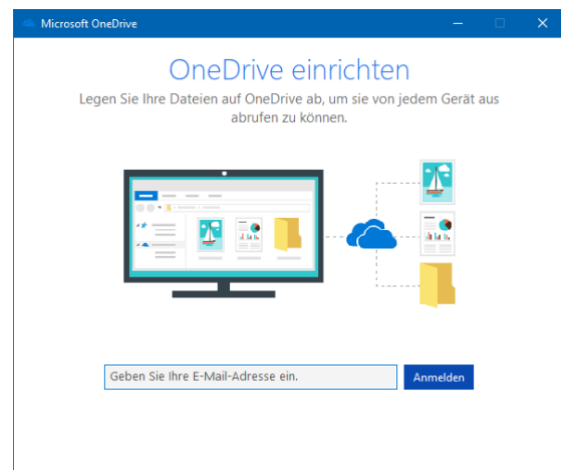 Microsoft OneDrive
OneDrive einrichten
Legen Sie Ihre Dateien auf OneDrive ab, um sie von jedem Gerät aus
abrufen zu können.
Geben Sie Ihre E-Mail-Adresse ein.
Anmelden